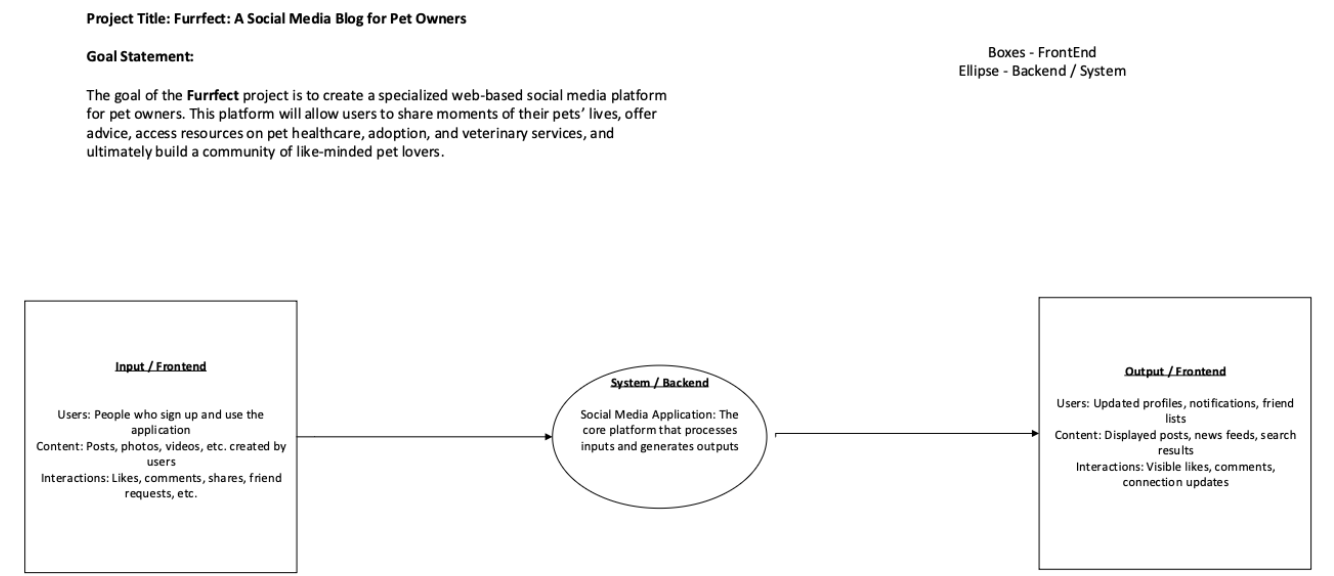 Project Title: Furrfect: A Social Media Blog for Pet Owners
Goal Statement:
Boxes - FrontEnd
Ellipse - Backend / System
The goal of the Furrfect project is to create a specialized web-based social media platform
for pet owners. This platform will allow users to share moments of their pets’ lives, offer
advice, access resources on pet healthcare, adoption, and veterinary services, and
ultimately build a community of like-minded pet lovers.
Input / Frontend
Users: People who sign up and use the
application
Content: Posts, photos, videos, etc. created by
users
Interactions: Likes, comments, shares, friend
requests, etc.
System / Backend
Social Media Application: The
core platform that processes
inputs and generates outputs
Output / Frontend
Users: Updated profiles, notifications, friend
lists
Content: Displayed posts, news feeds, search
results
Interactions: Visible likes, comments,
connection updates